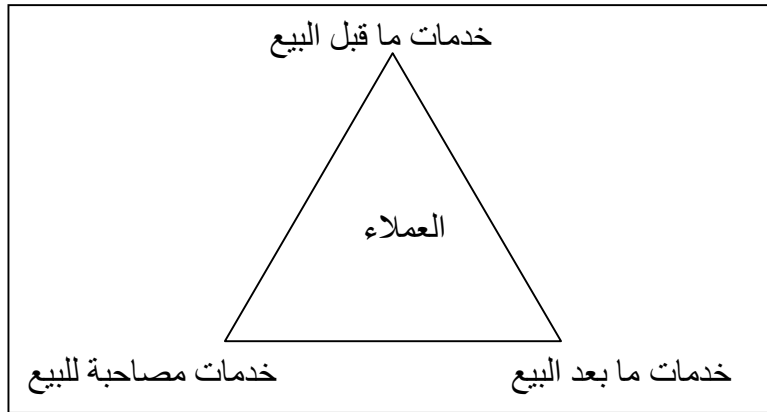 خدمات ما قبل البيع
العملاء
خدمات ما بعد البيع
خدمات مصاحبة للبيع